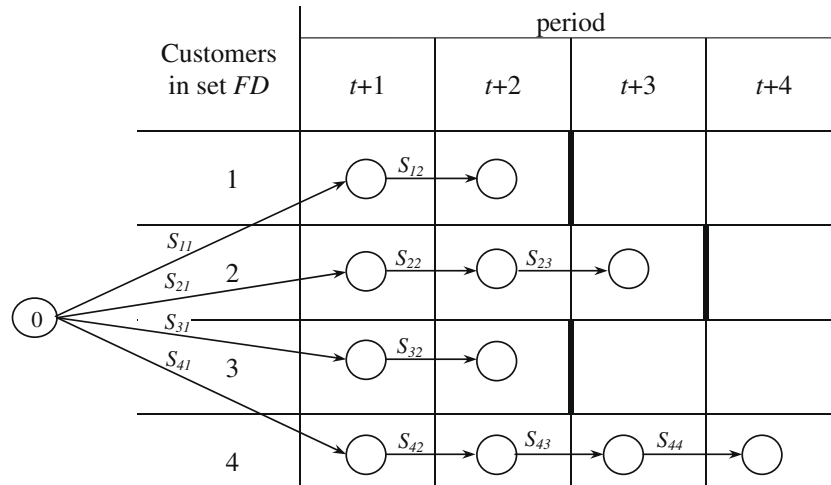 period
Customers
in set FD
t+1 t+2 t+3 t+4
1 S12
S11
2 S21 S22 S23
0
S31
3 S41 S32
4 S42 S43 S44